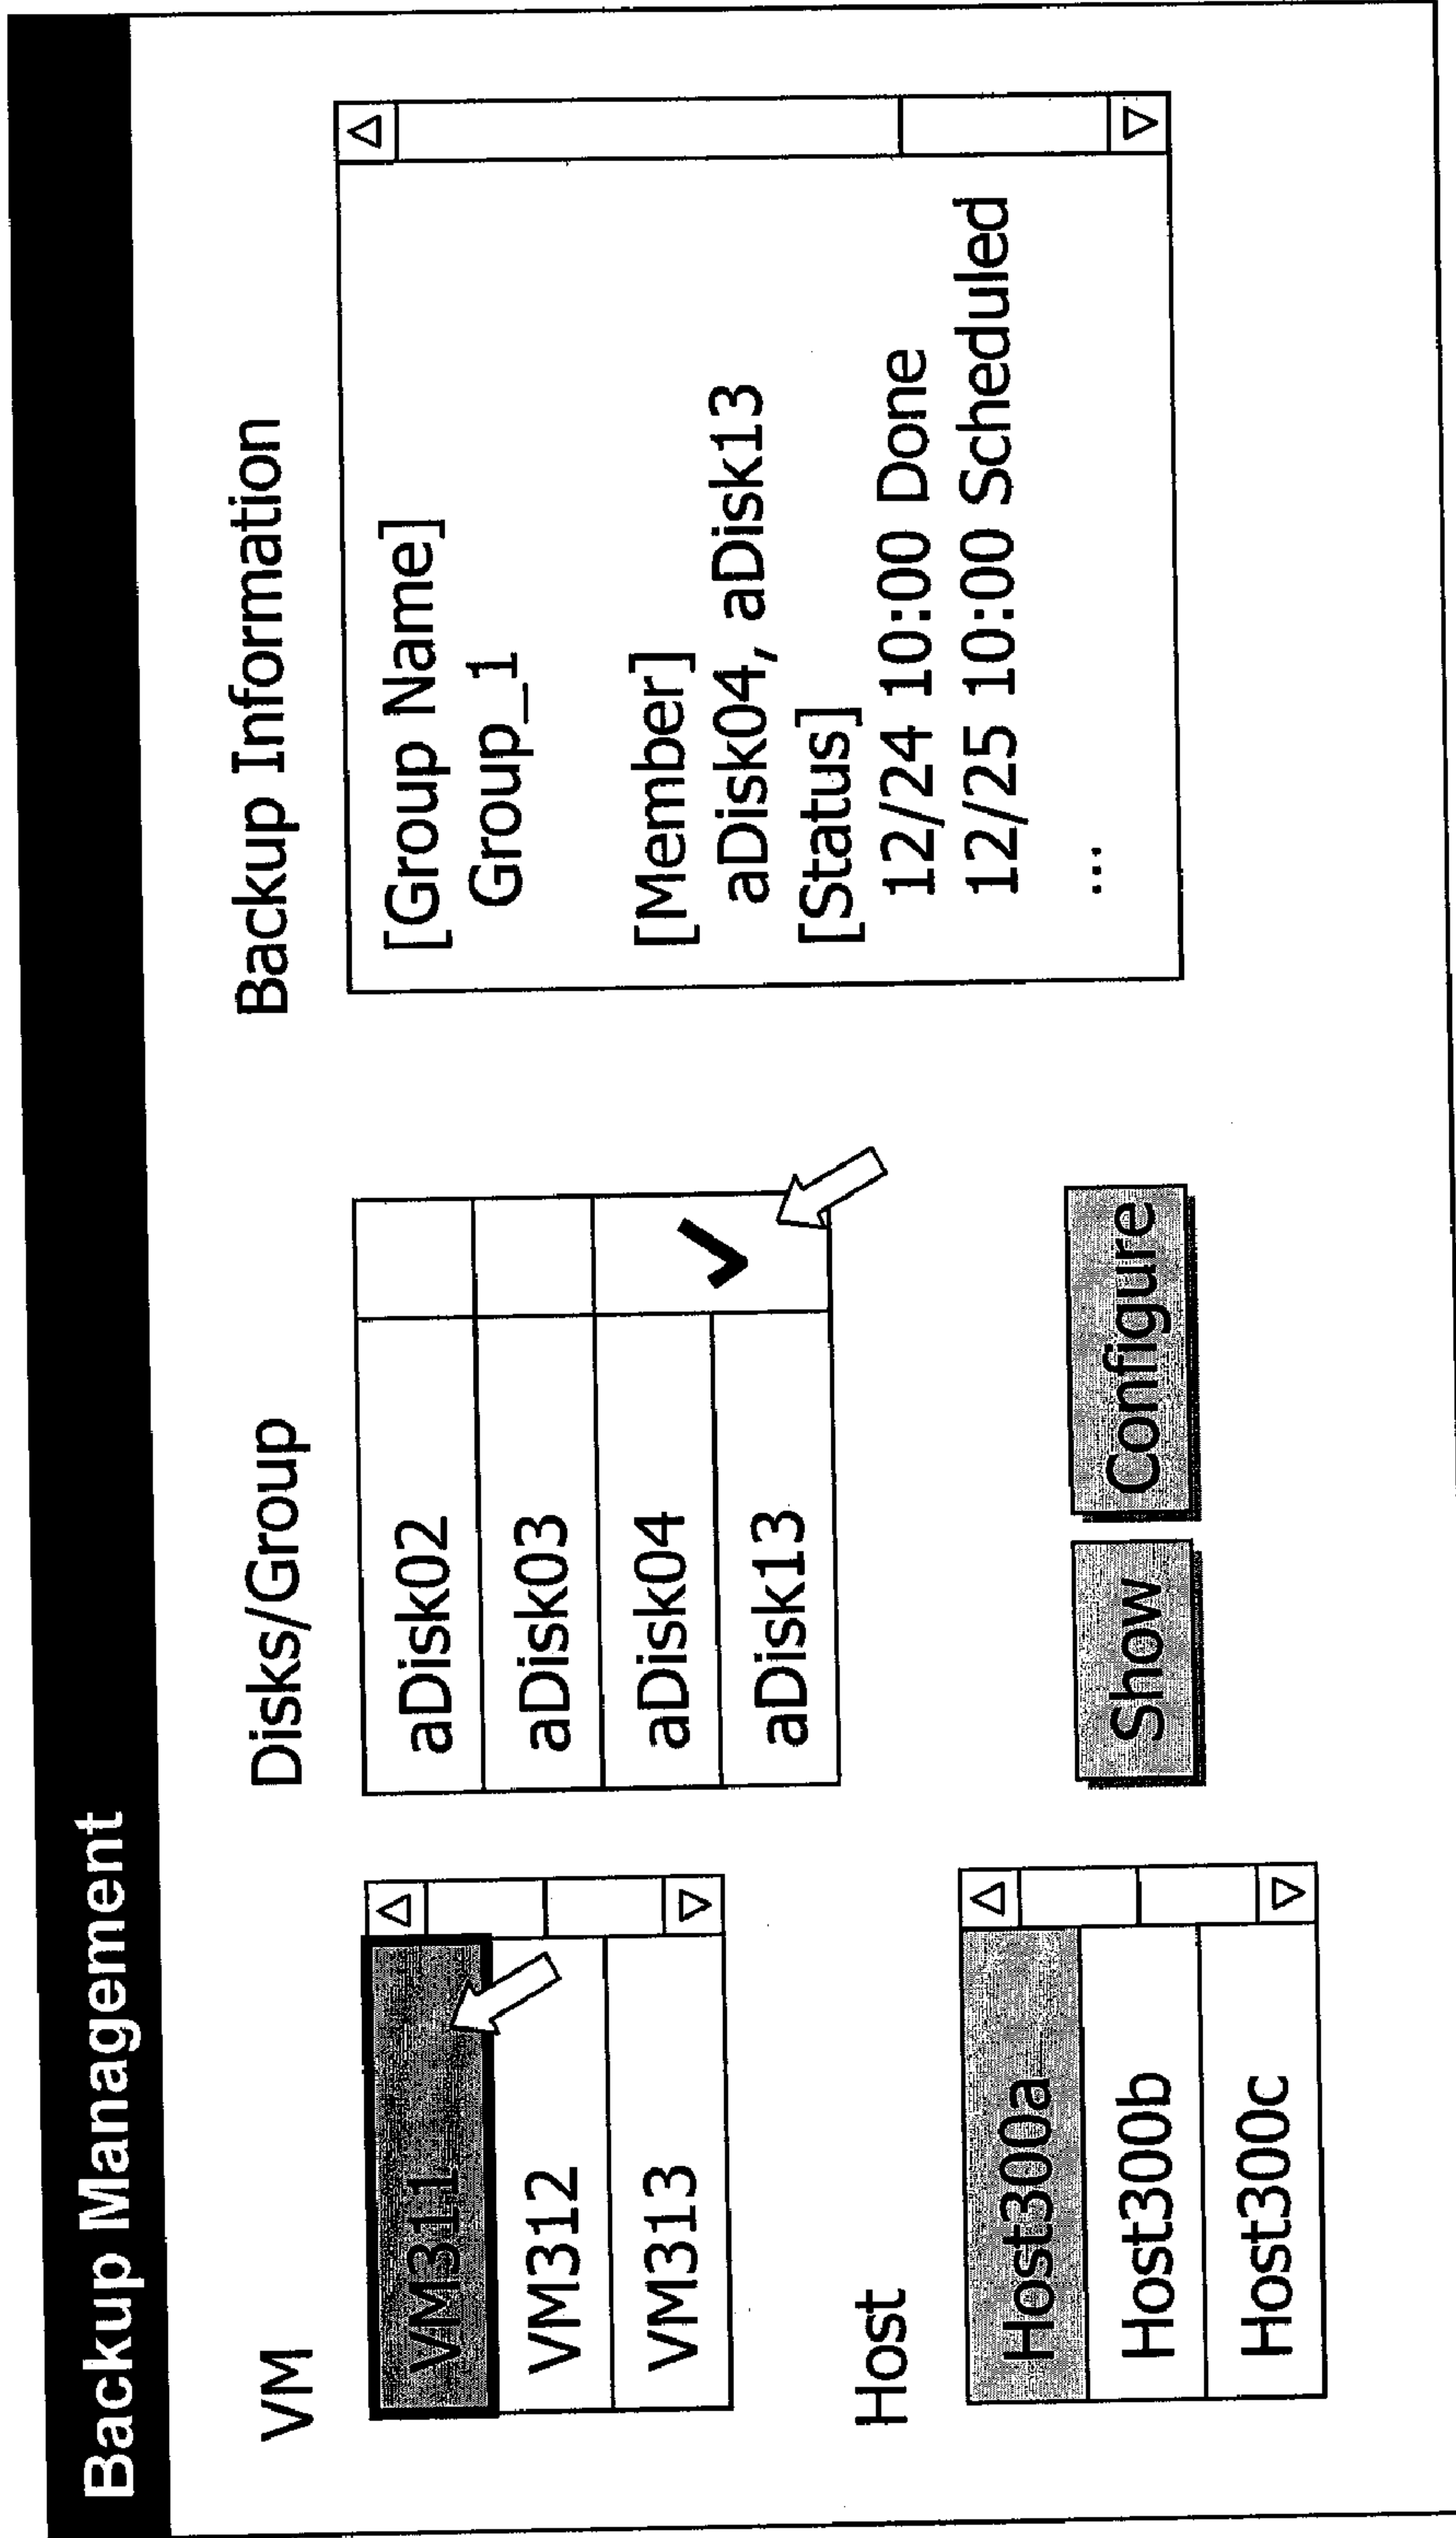 Backup Management
VM
VM311
VM312
VM313
Host
Host300a
Host300b
Host300c
Disks/Group
aDisk02
aDisk03
aDisk04
aDisk13
Show
Configure
Backup Information
[Group Name]
Group_1
[Member]
aDisk04, aDisk13
[Status]
12/24 10:00 Done
12/25 10:00 Scheduled
...